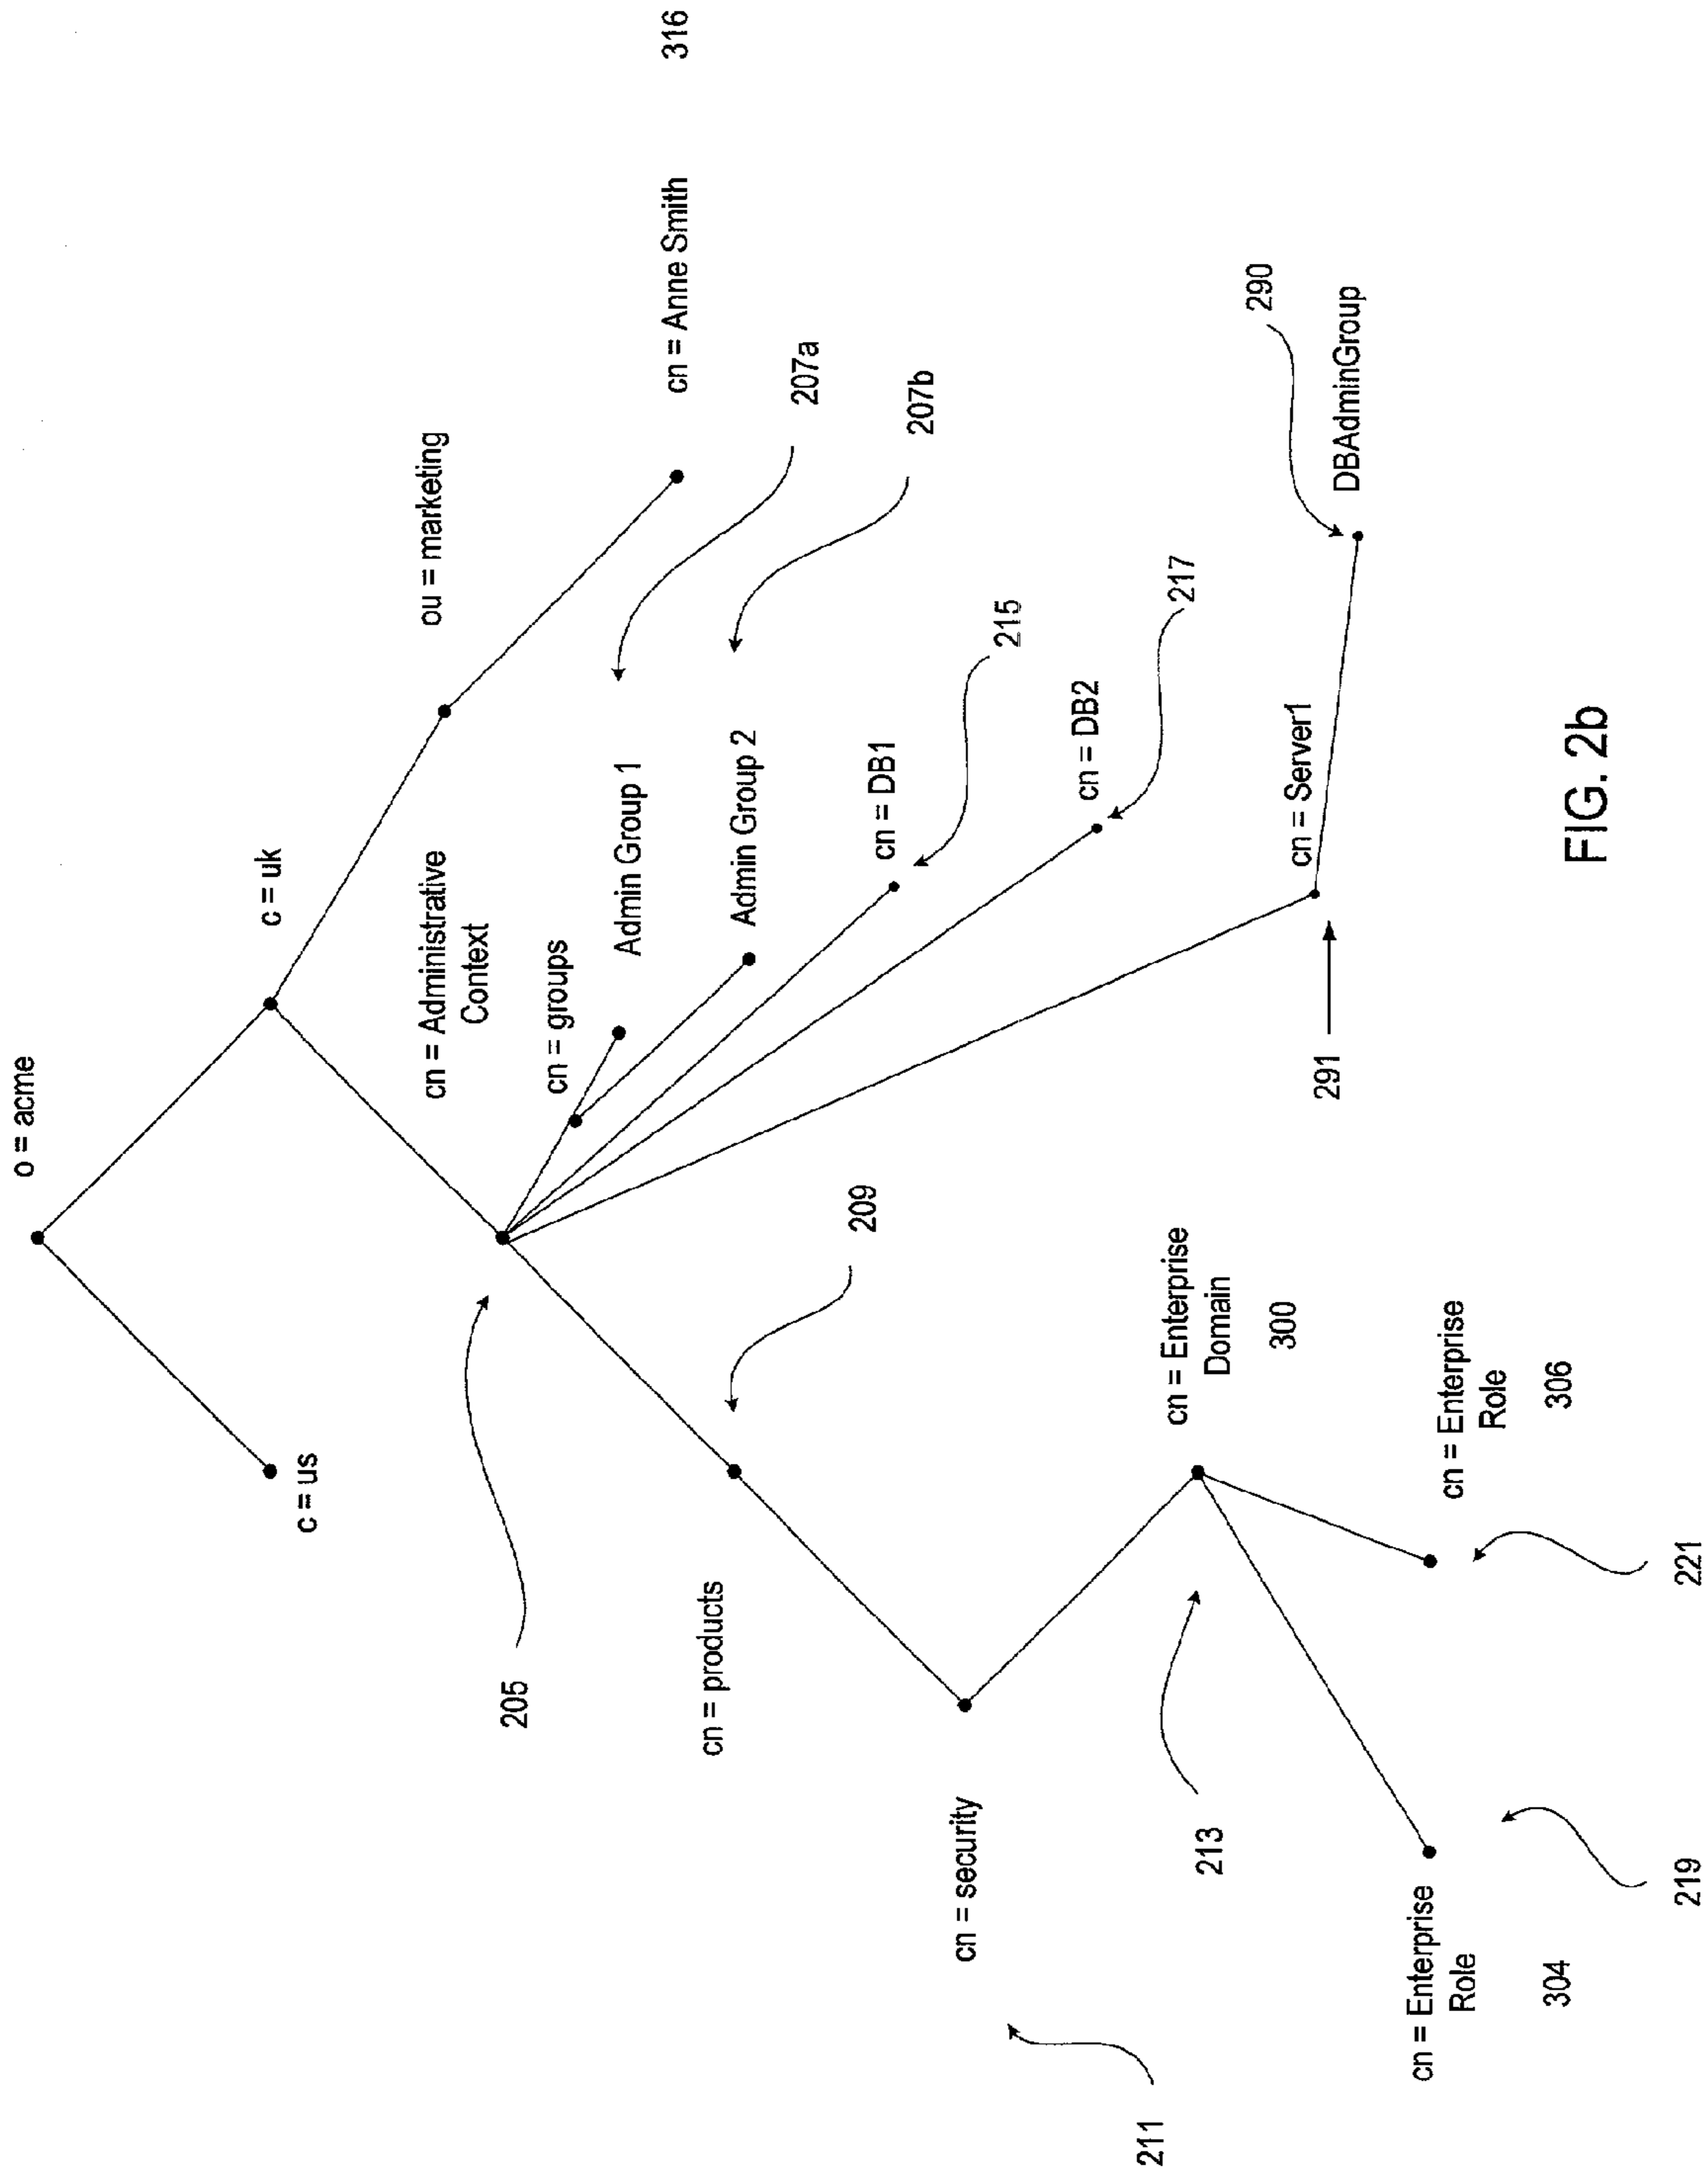 o = acme
c = us
c = uk
ou = marketing
cn = Anne Smith
316
cn = Administrative
Context
205
cn = groups
Admin Group 1
207a
Admin Group 2
207b
cn = products
209
cn = DB1
215
cn = security
211
cn = DB2
217
cn = Enterprise
Domain
300
213
cn = Server1
291
DBAdminGroup
290
cn = Enterprise
Role
304
219
cn = Enterprise
Role
306
221
FIG. 2b